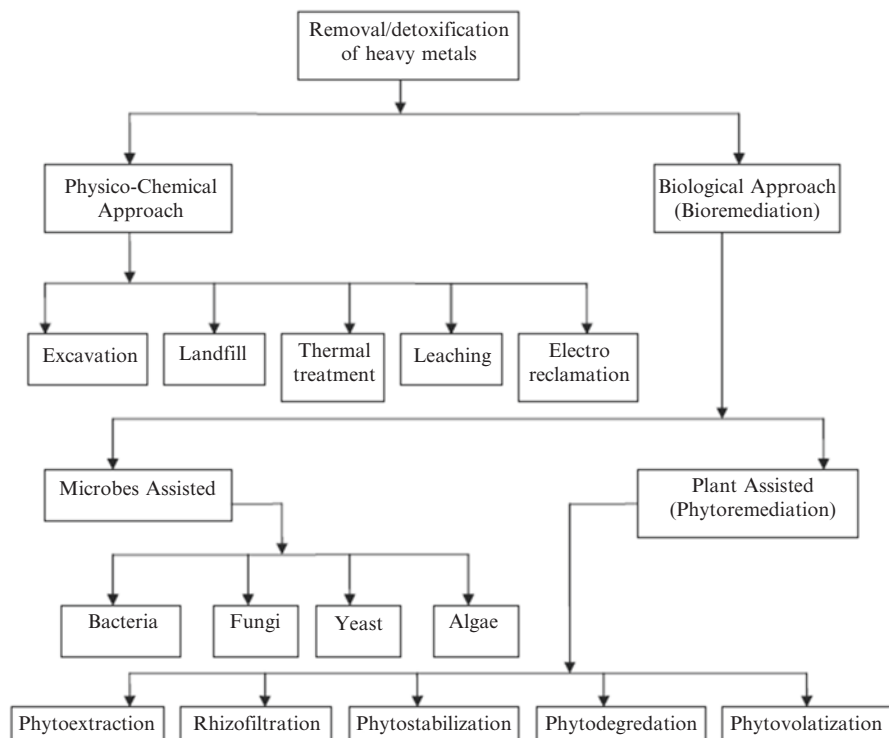 Removal/detoxification
of heavy metals
Physico-Chemical
Approach
Biological Approach
(Bioremediation)
Excavation
Landfill
Thermal
treatment
Leaching
Electro
reclamation
Microbes Assisted
Plant Assisted
(Phytoremediation)
Bacteria
Fungi
Yeast
Algae
Phytoextraction
Rhizofiltration
Phytostabilization
Phytodegredation
Phytovolatization